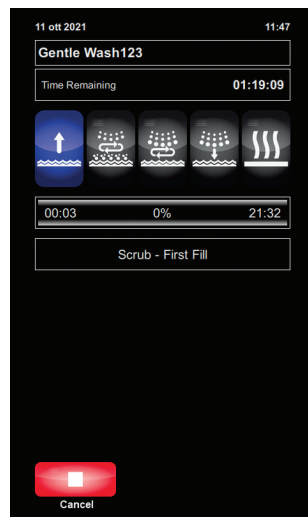 11 ott 2021 11:47
Gentle Wash123
Time Remaining 01:19:09
00:03 0% 21:32
Scrub - First Fill
Cancel